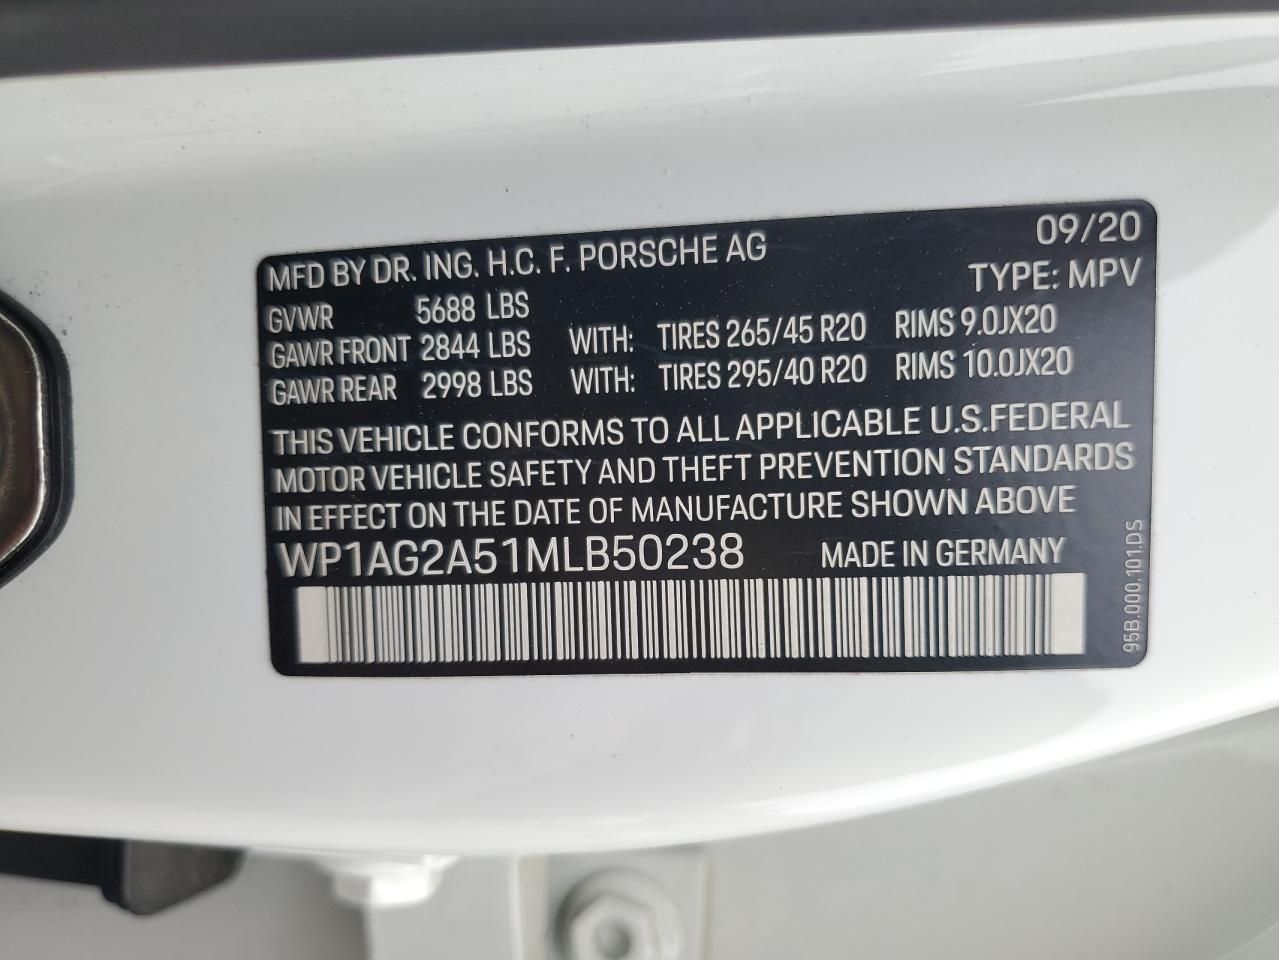 09/20
MFD BY DR. ING. H.C. F. PORSCHE AG
TYPE: MPV
GVWR 5688 LBS
GAWR FRONT 2844 LBS WITH: TIRES 265/45 R20 RIMS 9.0JX20
GAWR REAR 2998 LBS WITH: TIRES 295/40 R20 RIMS 10.0JX20
THIS VEHICLE CONFORMS TO ALL APPLICABLE U.S.FEDERAL
MOTOR VEHICLE SAFETY AND THEFT PREVENTION STANDARDS
IN EFFECT ON THE DATE OF MANUFACTURE SHOWN ABOVE
WP1AG2A51MLB50238 MADE IN GERMANY
95B.000.101.DS